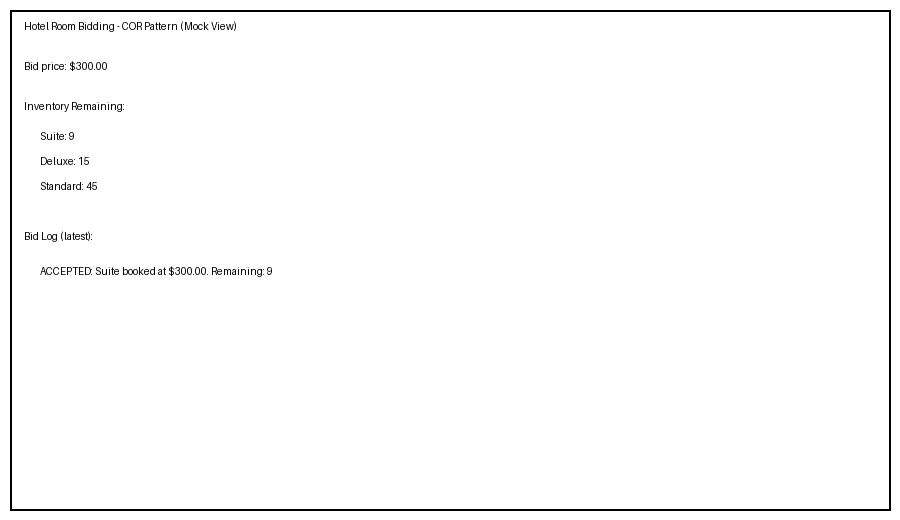 Hotel Room Bidding - COR Pattern (Mock View)
Bid price: $300.00
Inventory Remaining:
Suite: 9
Deluxe: 15
Standard: 45
Bid Log (latest):
ACCEPTED: Suite booked at $300.00. Remaining: 9